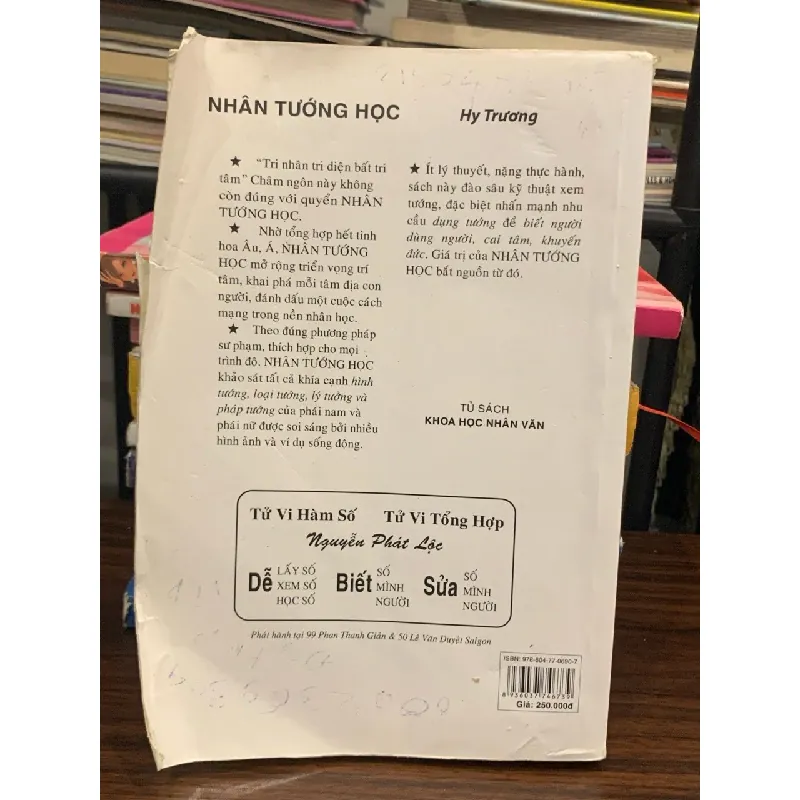 NHÂN TƯỚNG HỌC
Hy Trương
★ "Tri nhân tri diện bất tri
tâm" Châm ngôn này không
còn đúng với quyển NHÂN
TƯỚNG HỌC.
★ Nhờ tổng hợp hết tinh
hoa Âu, Á, NHÂN TƯỚNG
HỌC mở rộng triển vọng trí
tâm, khai phá mỗi tâm địa con
người, đánh dấu một cuộc cách
mạng trong nền nhân học.
★ Theo đúng phương pháp
sư phạm, thích hợp cho mọi
trình độ. NHÂN TƯỚNG HỌC
khảo sát tất cả khía cạnh hình
tướng, loại tướng, lý tướng và
pháp tướng của phái nam và
phái nữ được soi sáng bởi nhiều
hình ảnh và ví dụ sống động.
★ Ít lý thuyết, nặng thực hành,
sách này đào sâu kỹ thuật xem
tướng, đặc biệt nhấn mạnh nhu
cầu dụng tướng để biết người
dùng người, cai tâm, khuyến
đức. Giá trị của NHÂN TƯỚNG
HỌC bắt nguồn từ đó.
TỦ SÁCH
KHOA HỌC NHÂN VĂN
Tử Vi Hàm Số Tử Vi Tổng Hợp
Nguyễn Phát Lộc
Dễ LẤY SỐ XEM SỐ HỌC SỐ
Biết SỐ MÌNH NGƯỜI
Sửa SỐ MÌNH NGƯỜI
Phát hành tại 99 Phan Thanh Giản & 50 Lê Văn Duyệt Saigon
ISBN: 978-604-77-0690-7
8936037746739
Giá: 250.000đ